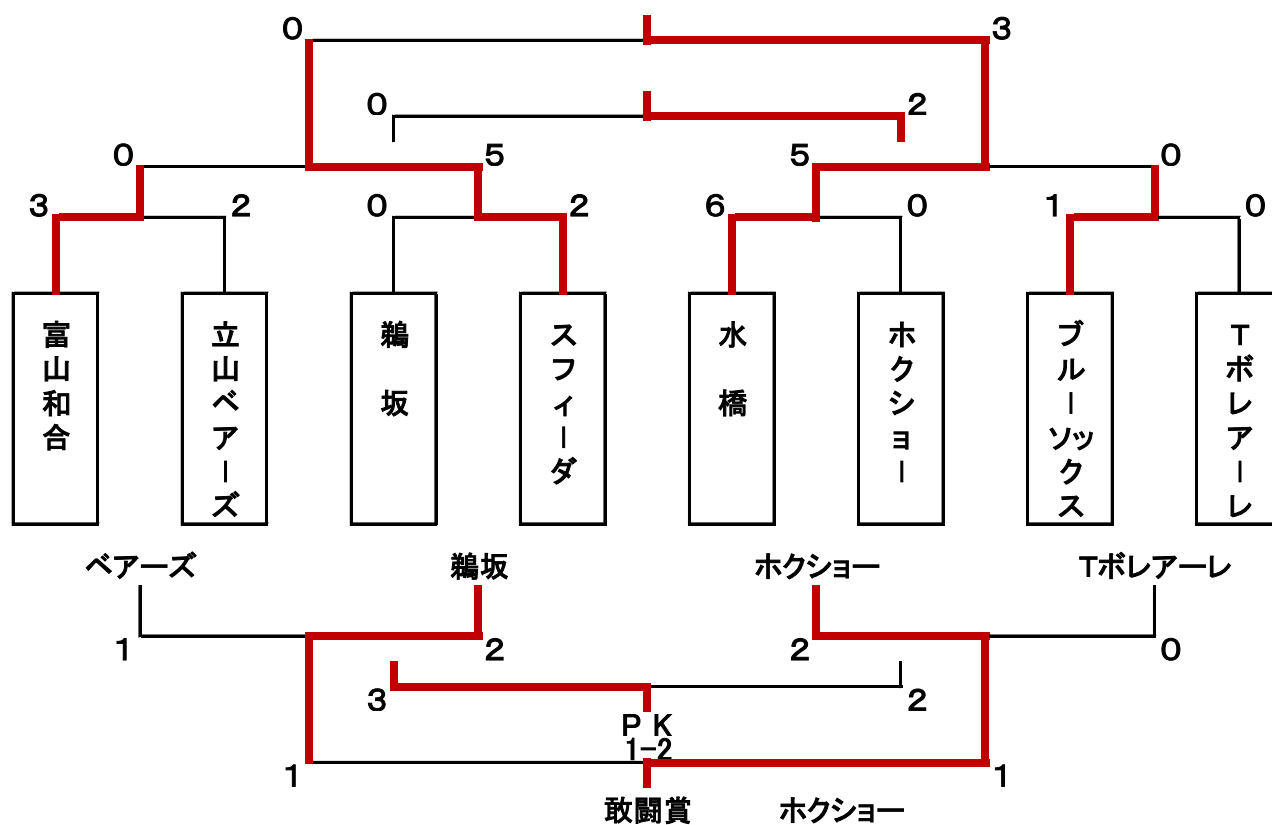 0 3
0 2
0 5 5 0
3 2 0 2 6 0 1 0
富山和合
立山ベアーズ
鵜坂
スフィーダ
水橋
ホクショー
ブルーソックス
Tボレアーレ
ベアーズ 鵜坂 ホクショー Tボレアーレ
1 2 2 0
3 2
PK
1-2
1 1
敢闘賞 ホクショー